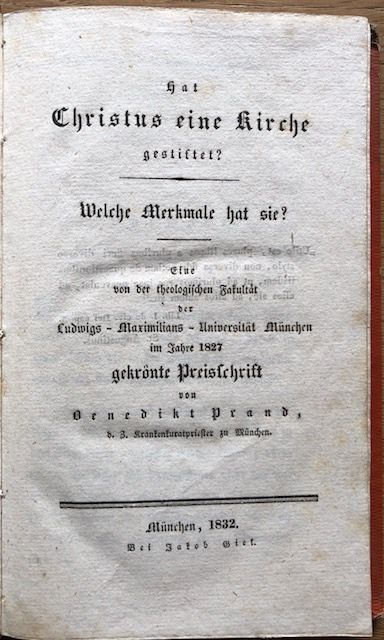 Hat
Christus eine Kirche
gestiftet?
Welche Merkmale hat sie?
Eine
von der theologischen Fakultät
der
Ludwigs - Maximilians - Universität München
im Jahre 1827
gekrönte Preisschrift
von
Benedikt Prand,
d. Z. Krankenkuratpriester zu München.
München, 1832.
Bei Jakob Giel.